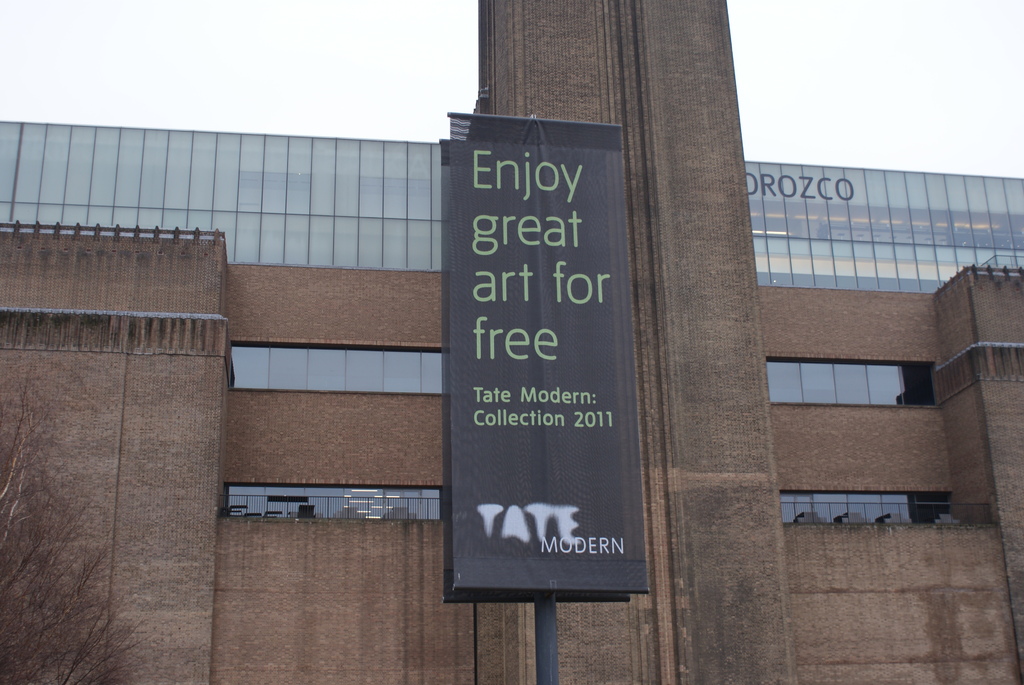 Enjoy
great
art for
free
Tate Modern:
Collection 2011
TATE
MODERN
OROZCO